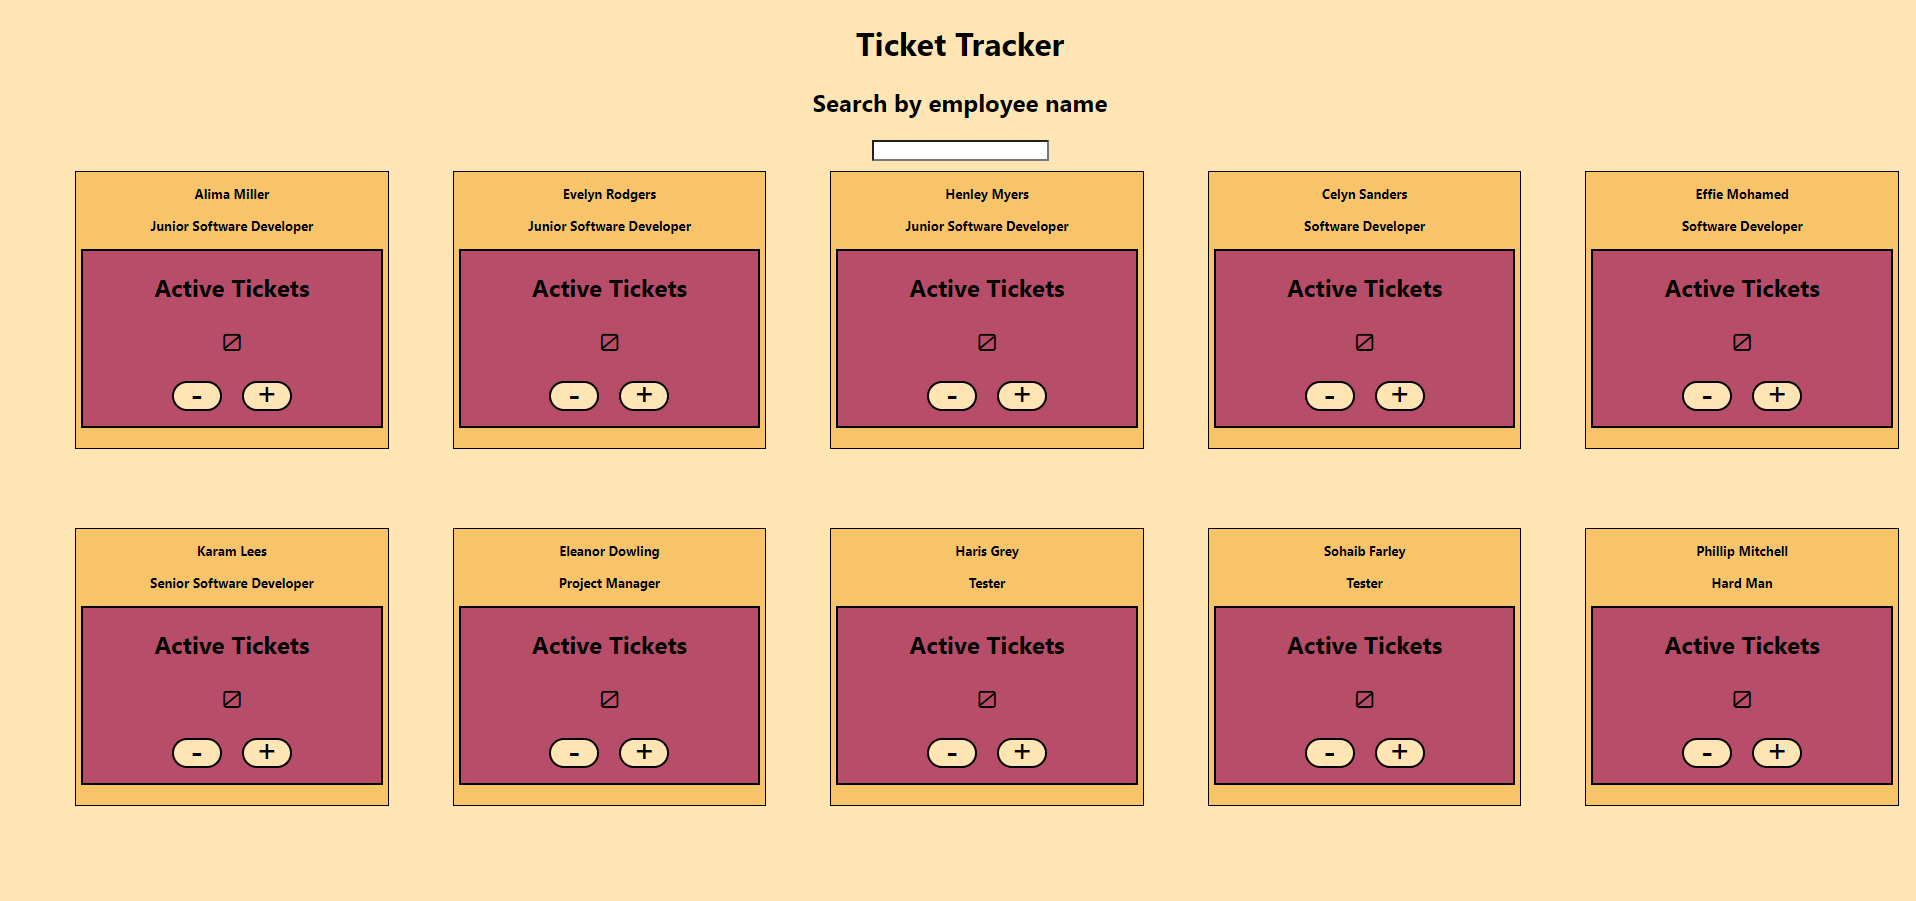 Ticket Tracker
Search by employee name
Alima Miller
Junior Software Developer
Active Tickets
⍁
- +
Evelyn Rodgers
Junior Software Developer
Active Tickets
⍁
- +
Henley Myers
Junior Software Developer
Active Tickets
⍁
- +
Celyn Sanders
Software Developer
Active Tickets
⍁
- +
Effie Mohamed
Software Developer
Active Tickets
⍁
- +
Karam Lees
Senior Software Developer
Active Tickets
⍁
- +
Eleanor Dowling
Project Manager
Active Tickets
⍁
- +
Haris Grey
Tester
Active Tickets
⍁
- +
Sohaib Farley
Tester
Active Tickets
⍁
- +
Phillip Mitchell
Hard Man
Active Tickets
⍁
- +